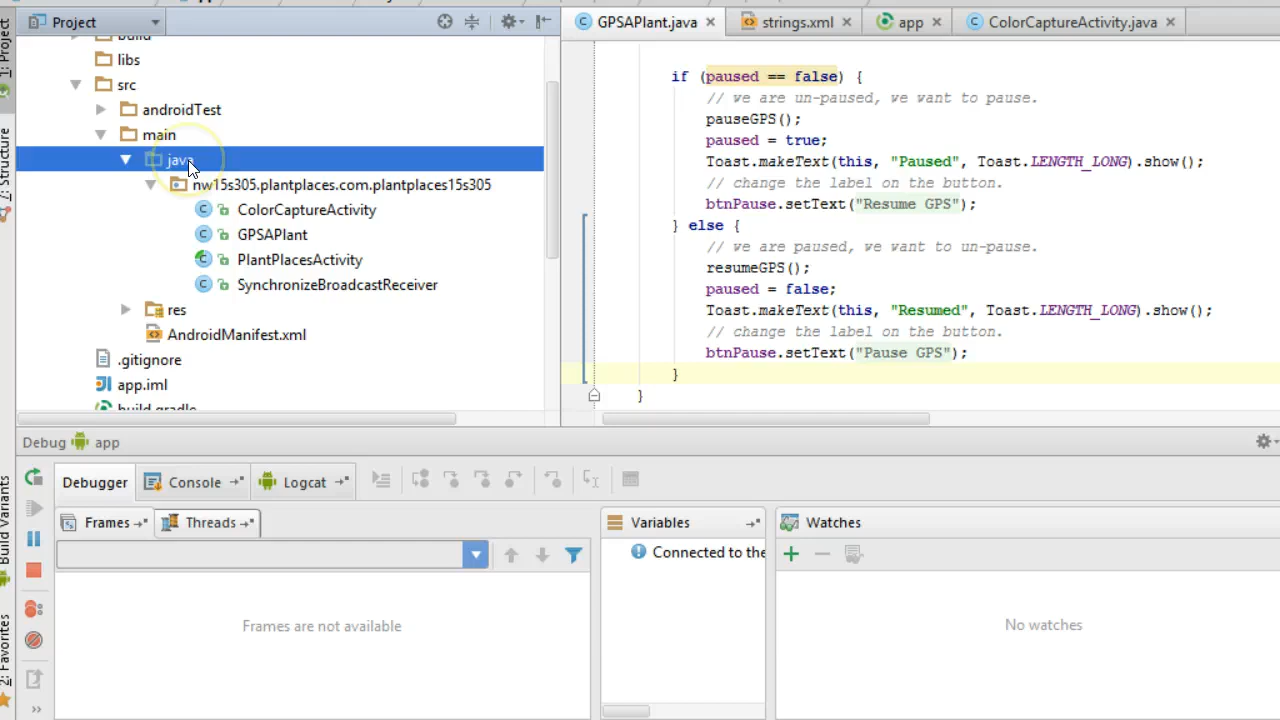 Project
GPSAPlant.java
strings.xml
app
ColorCaptureActivity.java
1: Project
7: Structure
Build Variants
2: Favorites
libs
src
androidTest
main
java
nw15s305.plantplaces.com.plantplaces15s305
ColorCaptureActivity
GPSAPlant
PlantPlacesActivity
SynchronizeBroadcastReceiver
res
AndroidManifest.xml
.gitignore
app.iml
build.gradle
if (paused == false) {
// we are un-paused, we want to pause.
pauseGPS();
paused = true;
Toast.makeText(this, "Paused", Toast.LENGTH_LONG).show();
// change the label on the button.
btnPause.setText("Resume GPS");
} else {
// we are paused, we want to un-pause.
resumeGPS();
paused = false;
Toast.makeText(this, "Resumed", Toast.LENGTH_LONG).show();
// change the label on the button.
btnPause.setText("Pause GPS");
}
}
Debug app
Debugger Console Logcat
Frames Threads
Variables
Watches
Connected to the
Frames are not available
No watches